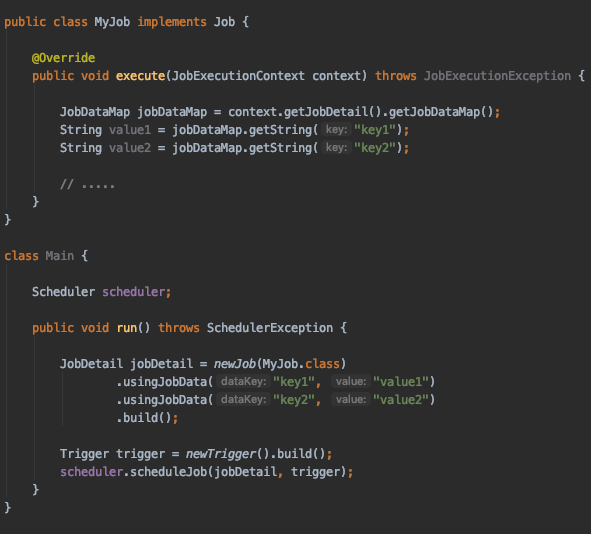 public class MyJob implements Job {
@Override
public void execute(JobExecutionContext context) throws JobExecutionException {
JobDataMap jobDataMap = context.getJobDetail().getJobDataMap();
String value1 = jobDataMap.getString( key: "key1");
String value2 = jobDataMap.getString( key: "key2");
// .....
}
}
class Main {
Scheduler scheduler;
public void run() throws SchedulerException {
JobDetail jobDetail = newJob(MyJob.class)
.usingJobData( dataKey: "key1", value: "value1")
.usingJobData( dataKey: "key2", value: "value2")
.build();
Trigger trigger = newTrigger().build();
scheduler.scheduleJob(jobDetail, trigger);
}
}